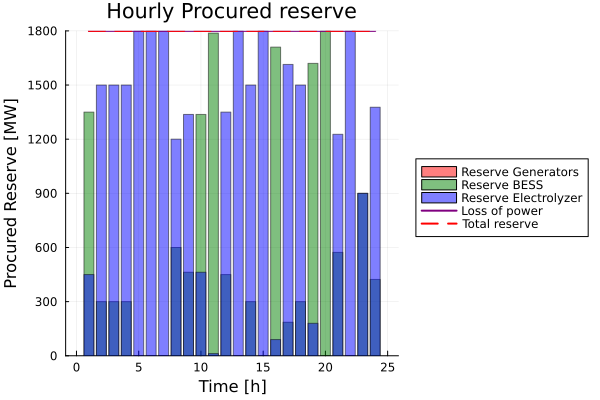 Hourly Procured reserve
Procured Reserve [MW]
1800
1500
1200
900
600
300
0
0 5 10 15 20 25
Time [h]
Reserve Generators
Reserve BESS
Reserve Electrolyzer
Loss of power
Total reserve